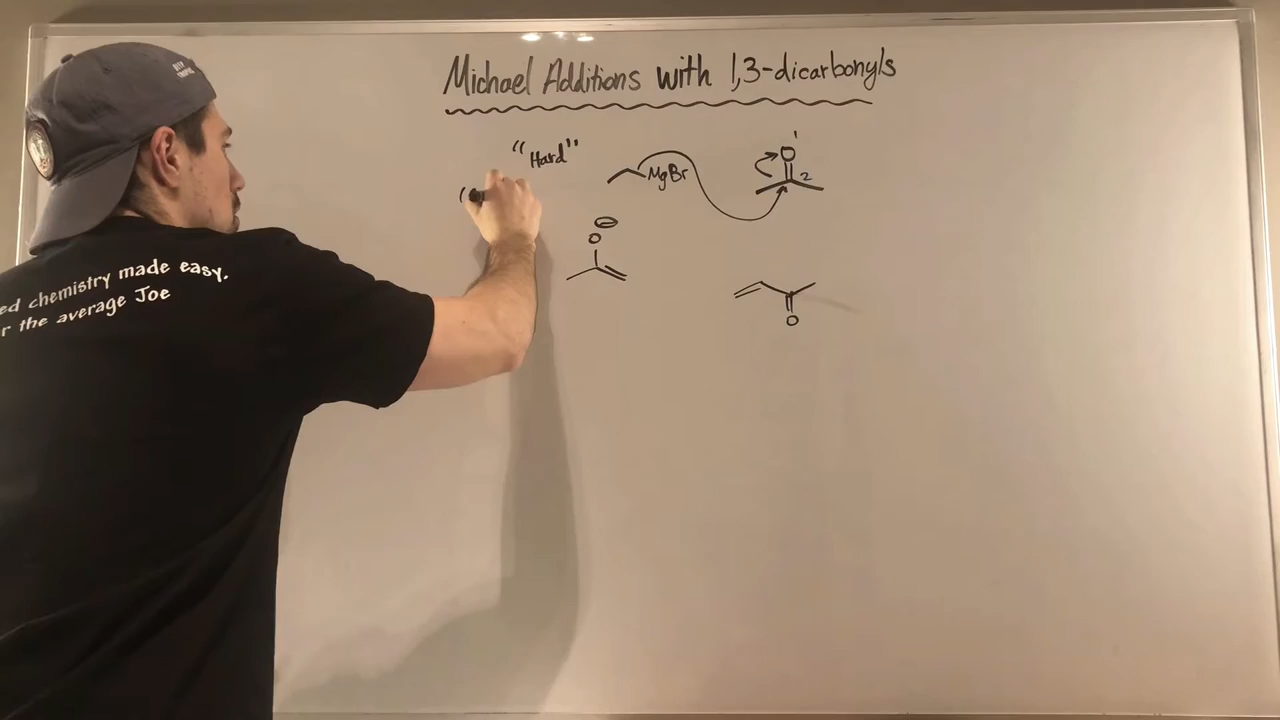 Michael Additions with 1,3-dicarbonyls
"Hard"
MgBr
O
1
2
O
⊖
O
ed chemistry made easy.
r the average Joe